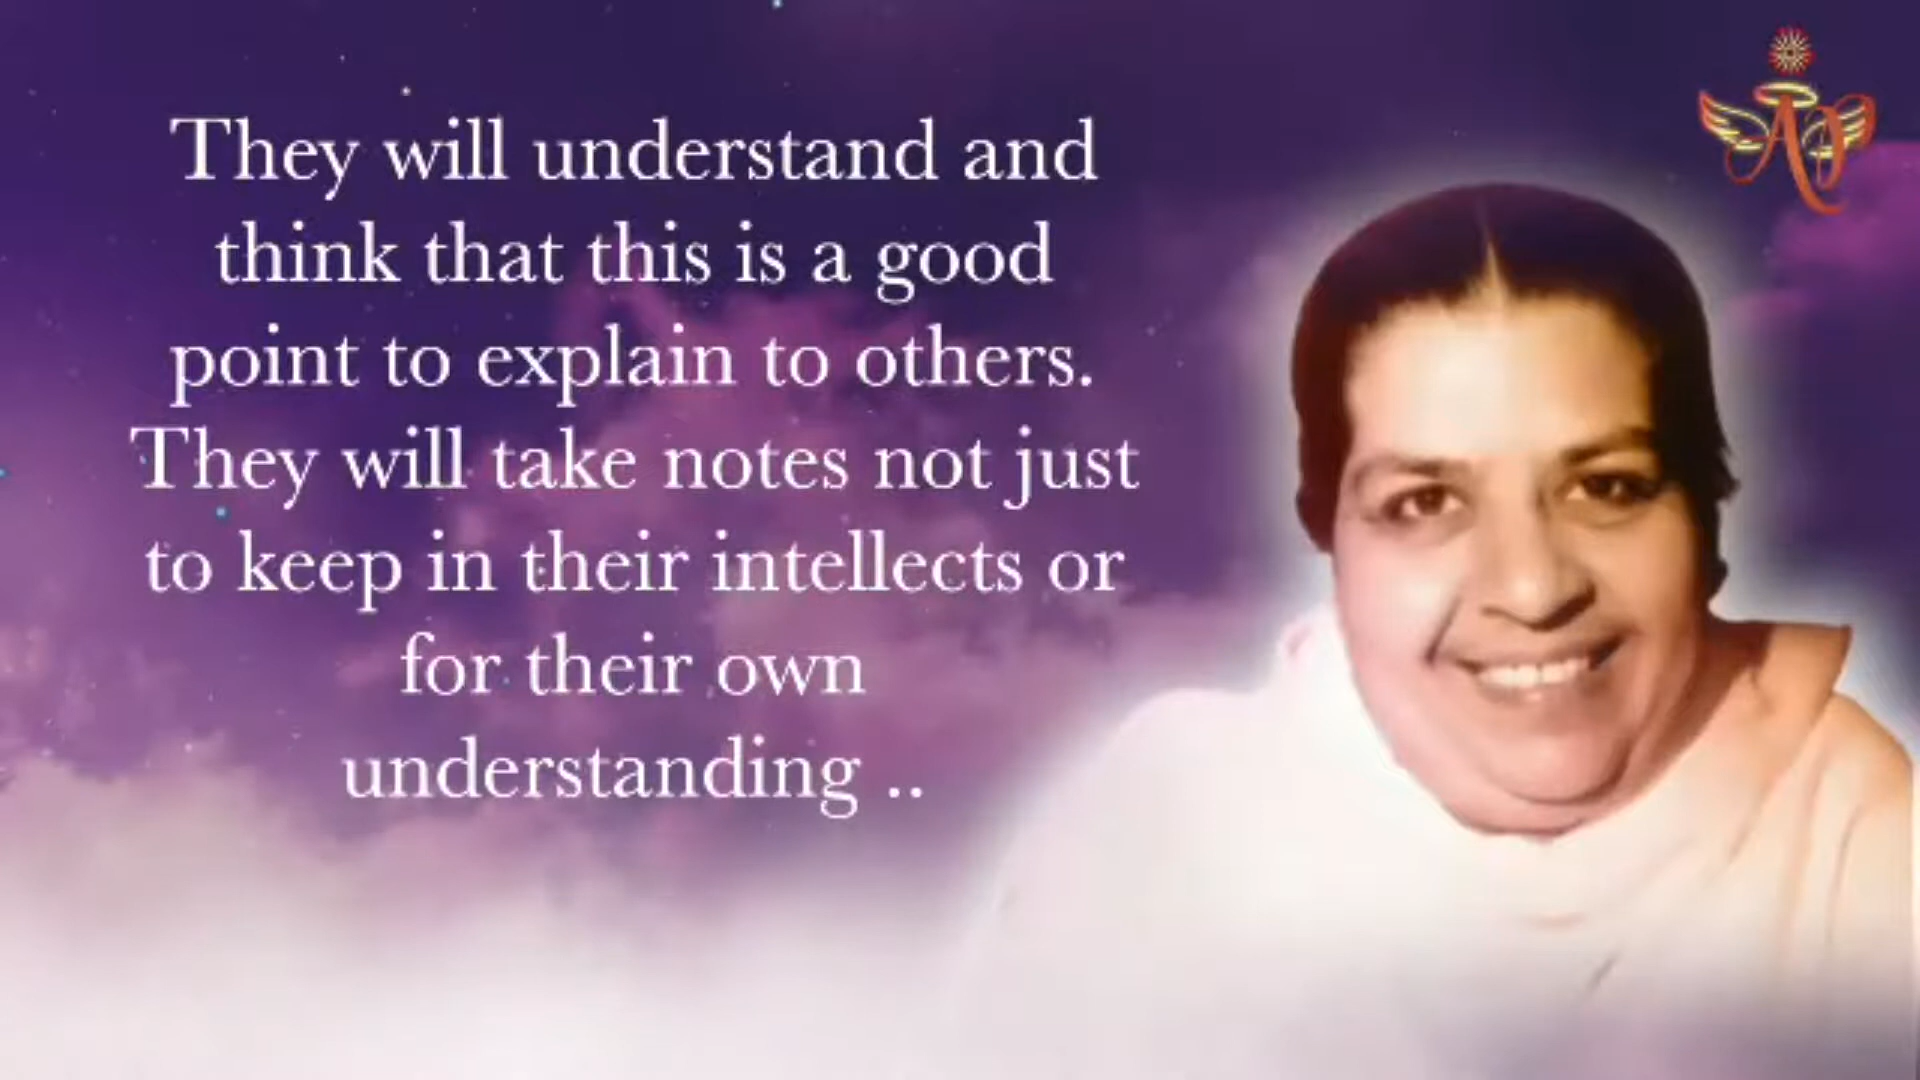 They will understand and
think that this is a good
point to explain to others.
They will take notes not just
to keep in their intellects or
for their own
understanding ..